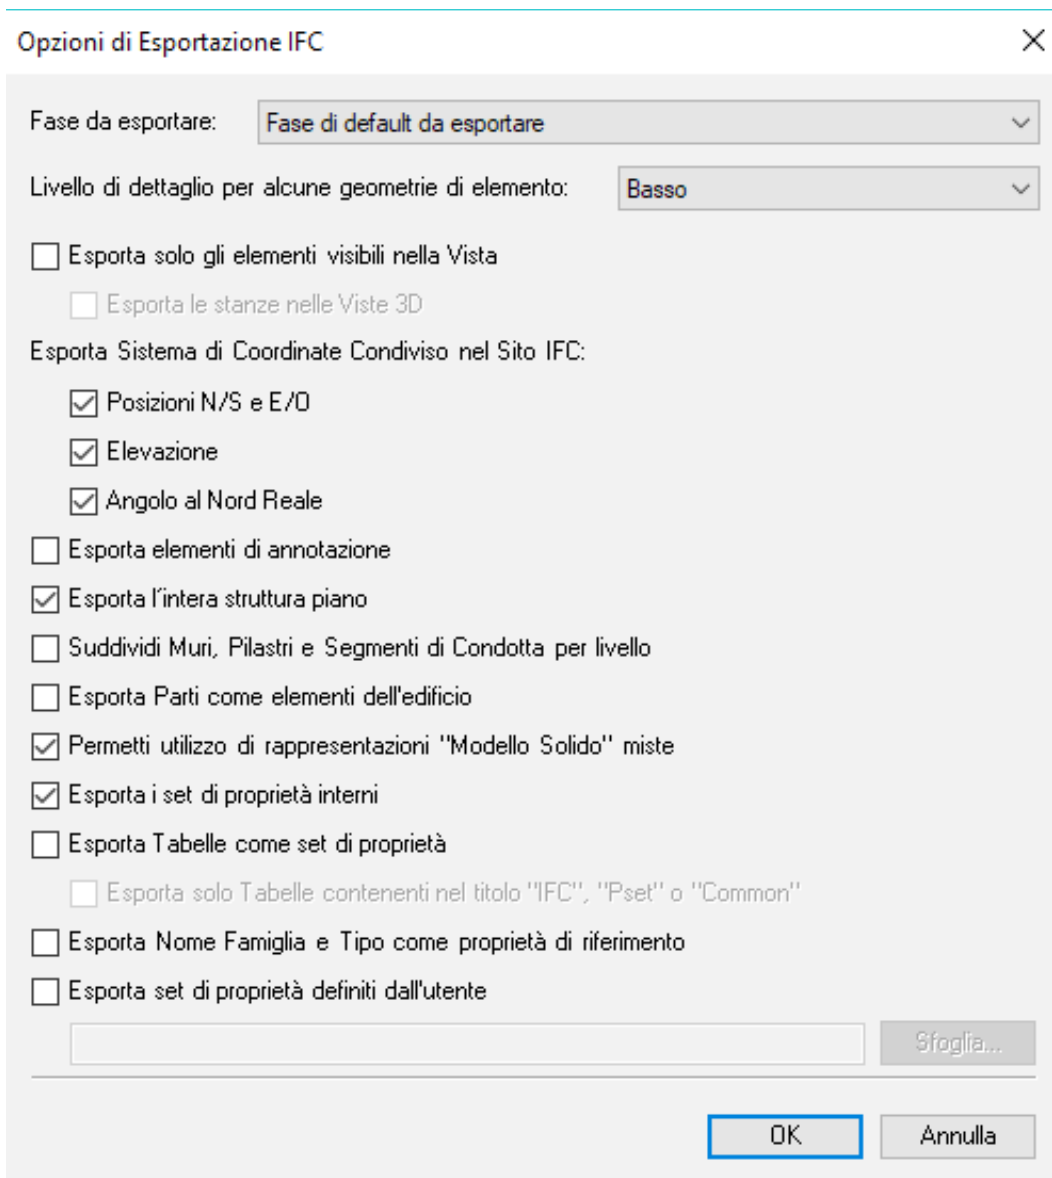 Opzioni di Esportazione IFC
Fase da esportare: Fase di default da esportare
Livello di dettaglio per alcune geometrie di elemento: Basso
Esporta solo gli elementi visibili nella Vista
Esporta le stanze nelle Viste 3D
Esporta Sistema di Coordinate Condiviso nel Sito IFC:
Posizioni N/S e E/O
Elevazione
Angolo al Nord Reale
Esporta elementi di annotazione
Esporta l'intera struttura piano
Suddividi Muri, Pilastri e Segmenti di Condotta per livello
Esporta Parti come elementi dell'edificio
Permetti utilizzo di rappresentazioni "Modello Solido" miste
Esporta i set di proprietà interni
Esporta Tabelle come set di proprietà
Esporta solo Tabelle contenenti nel titolo "IFC", "Pset" o "Common"
Esporta Nome Famiglia e Tipo come proprietà di riferimento
Esporta set di proprietà definiti dall'utente
Sfoglia...
OK Annulla